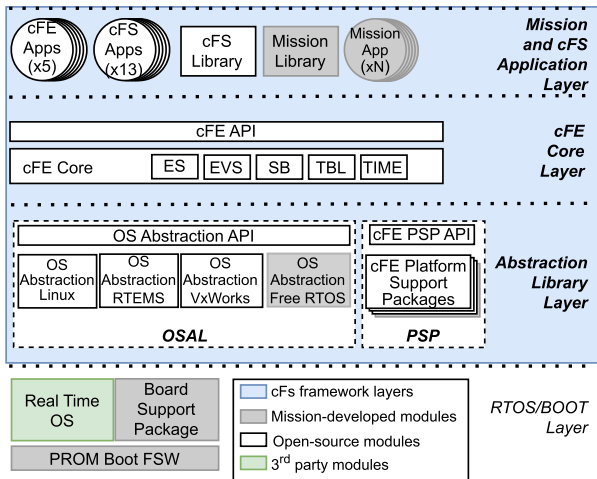 cFE
Apps
(x5)
cFS
Apps
(x13)
cFS
Library
Mission
Library
Mission
App
(xN)
Mission
and cFS
Application
Layer
cFE API
cFE Core
ES
EVS
SB
TBL
TIME
cFE
Core
Layer
OS Abstraction API
OS
Abstraction
Linux
OS
Abstraction
RTEMS
OS
Abstraction
VxWorks
OS
Abstraction
Free RTOS
OSAL
cFE PSP API
cFE Platform
Support
Packages
PSP
Abstraction
Library
Layer
Real Time
OS
Board
Support
Package
PROM Boot FSW
cFs framework layers
Mission-developed modules
Open-source modules
3rd party modules
RTOS/BOOT
Layer